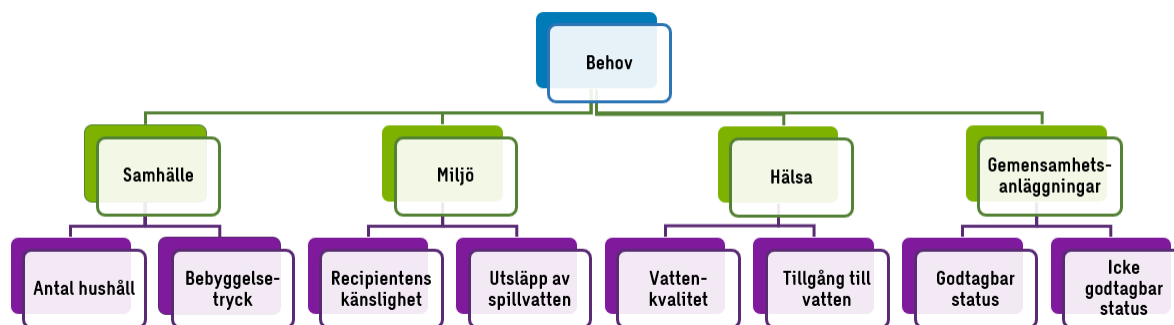 Behov
Samhälle
Miljö
Hälsa
Gemensamhets-
anläggningar
Antal hushåll
Bebyggelse-
tryck
Recipientens
känslighet
Utsläpp av
spillvatten
Vatten-
kvalitet
Tillgång till
vatten
Godtagbar
status
Icke
godtagbar
status